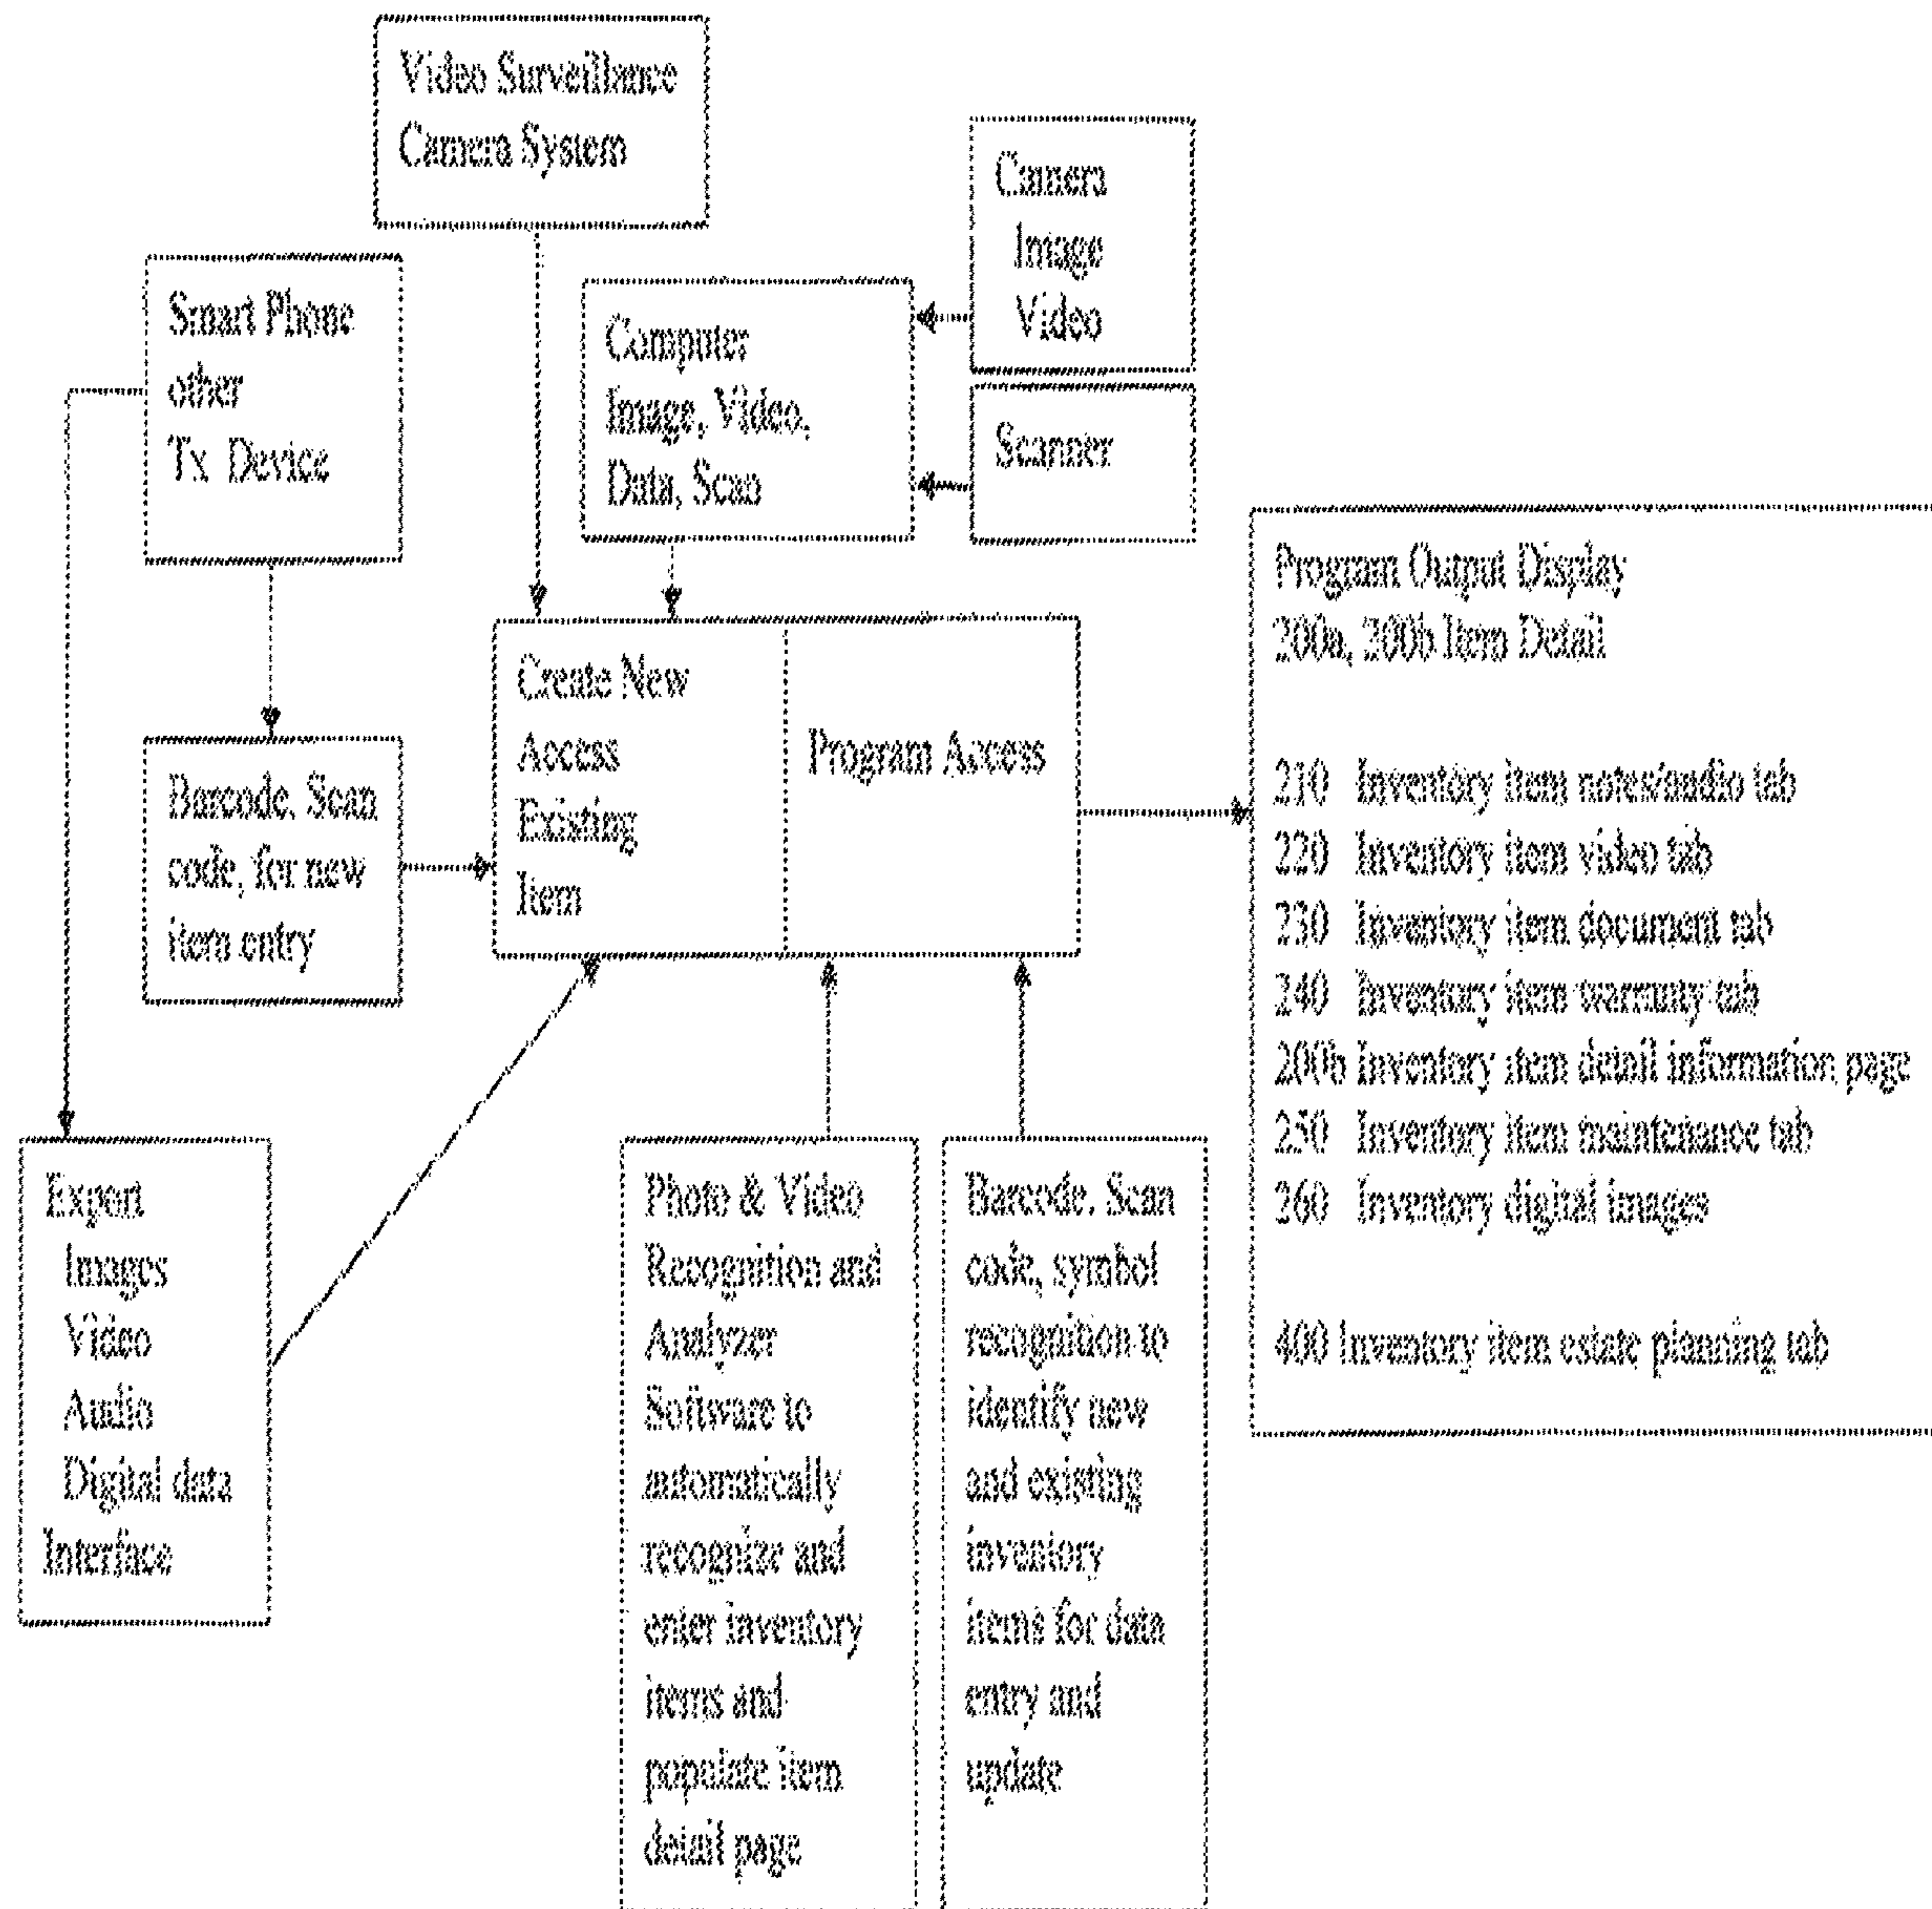 Video Surveillance
Camera System
Camera
Image
Video
Smart Phone
other
Tx Device
Computer
Image, Video,
Data, Scan
Scanner
Program Output Display
200a, 200b Item Detail
210 Inventory item notes/audio tab
220 Inventory item video tab
230 Inventory item document tab
240 Inventory item warranty tab
200b Inventory item detail information page
250 Inventory item maintenance tab
260 Inventory digital images
400 Inventory item estate planning tab
Create New
Access
Existing
Item
Program Access
Barcode, Scan
code, for new
item entry
Export
Images
Video
Audio
Digital data
Interface
Photo & Video
Recognition and
Analyzer
Software to
automatically
recognize and
enter inventory
items and
populate item
detail page
Barcode, Scan
code, symbol
recognition to
identify new
and existing
inventory
items for data
entry and
update